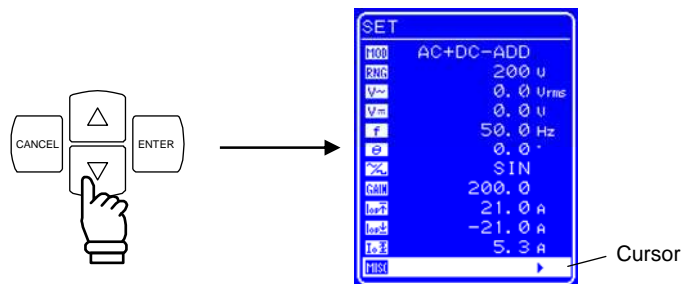 SET
MOD AC+DC-ADD
RNG 200 V
V~ 0.0 Vrms
V⎓ 0.0 V
f 50.0 Hz
θ 0.0 °
SIN
GAIN 200.0
21.0 A
-21.0 A
5.3 A
MISC
CANCEL
ENTER
Cursor